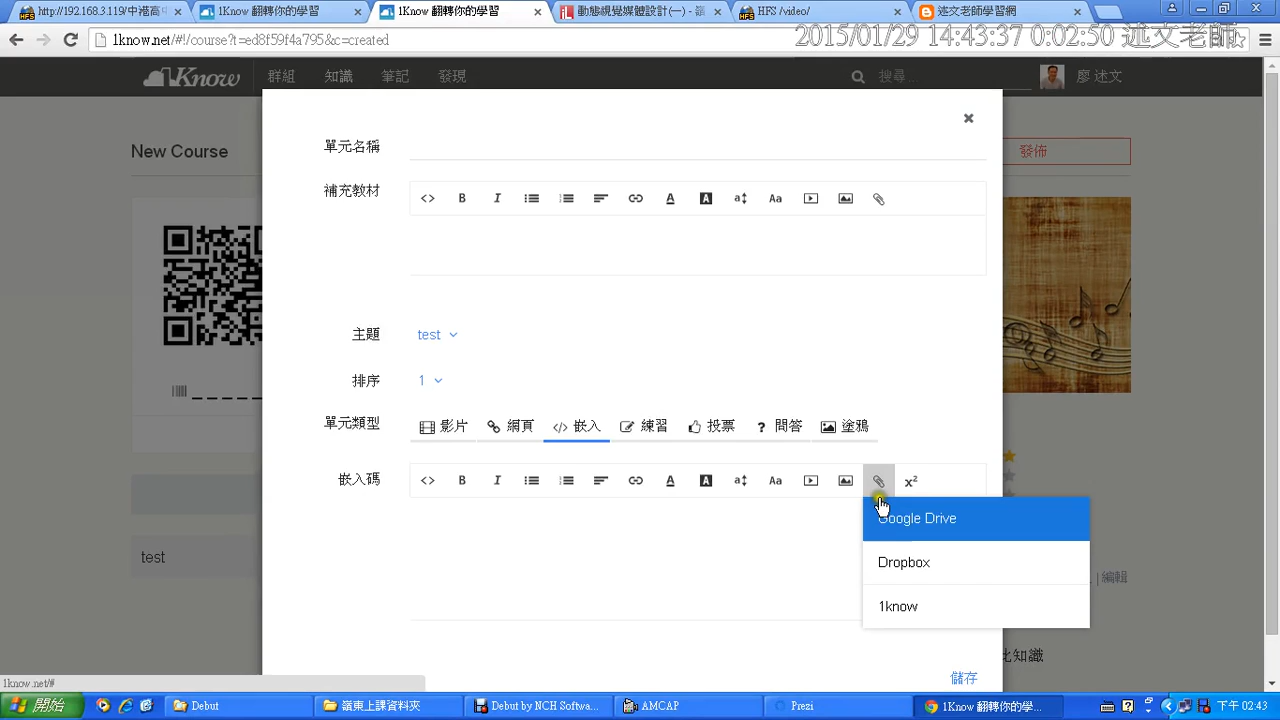 http://192.168.3.119/中港高中
1Know 翻轉你的學習
1Know 翻轉你的學習
動態視覺媒體設計(一) - 嶺
HFS /video/
述文老師學習網
1know.net/#!/course?t=ed8f59f4a795&c=created
2015/01/29 14:43:37 0:02:50 述文老師
1Know 群組 知識 筆記 發現 搜尋... 廖 述文
New Course
發佈
單元名稱
補充教材
主題 test
排序 1
單元類型 影片 網頁 嵌入 練習 投票 問答 塗鴉
嵌入碼
Google Drive
Dropbox
1know
test
編輯
此知識
儲存
1know.net/#
開始 Debut 嶺東上課資料夾 Debut by NCH Softwa... AMCAP Prezi 1Know 翻轉你的學... 下午 02:43